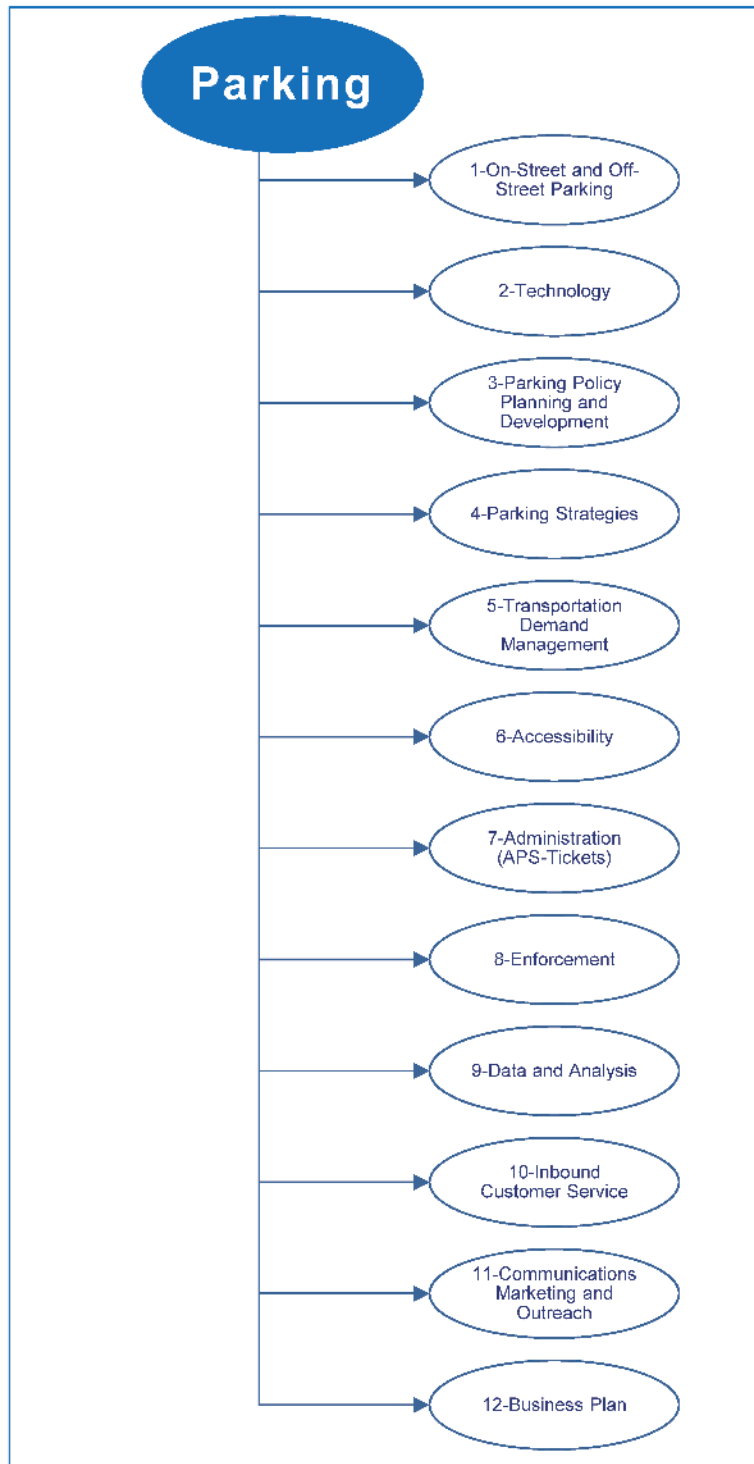 Parking
1-On-Street and Off-
Street Parking
2-Technology
3-Parking Policy
Planning and
Development
4-Parking Strategies
5-Transportation
Demand
Management
6-Accessibility
7-Administration
(APS-Tickets)
8-Enforcement
9-Data and Analysis
10-Inbound
Customer Service
11-Communications
Marketing and
Outreach
12-Business Plan